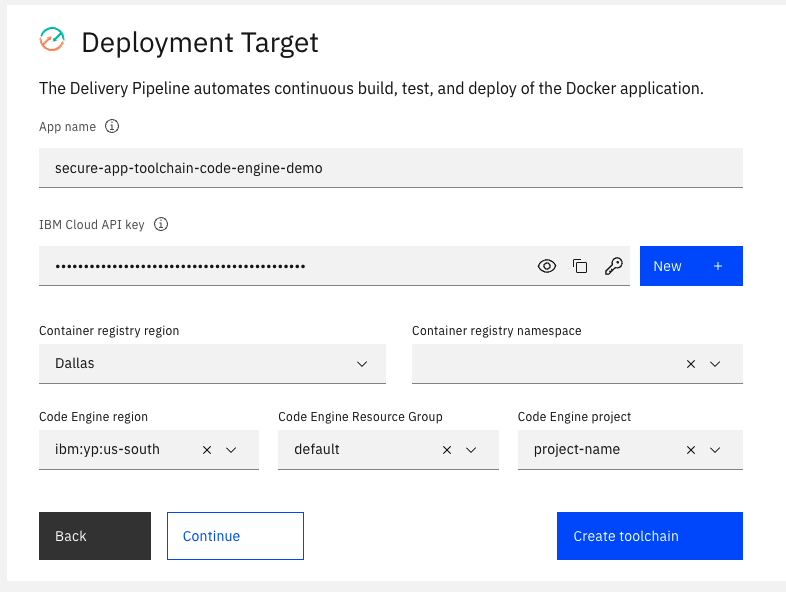 Deployment Target
The Delivery Pipeline automates continuous build, test, and deploy of the Docker application.
App name
secure-app-toolchain-code-engine-demo
IBM Cloud API key
••••••••••••••••••••••••••••••••••••••••••••
New +
Container registry region Container registry namespace
Dallas
Code Engine region Code Engine Resource Group Code Engine project
ibm:yp:us-south default project-name
Back Continue Create toolchain